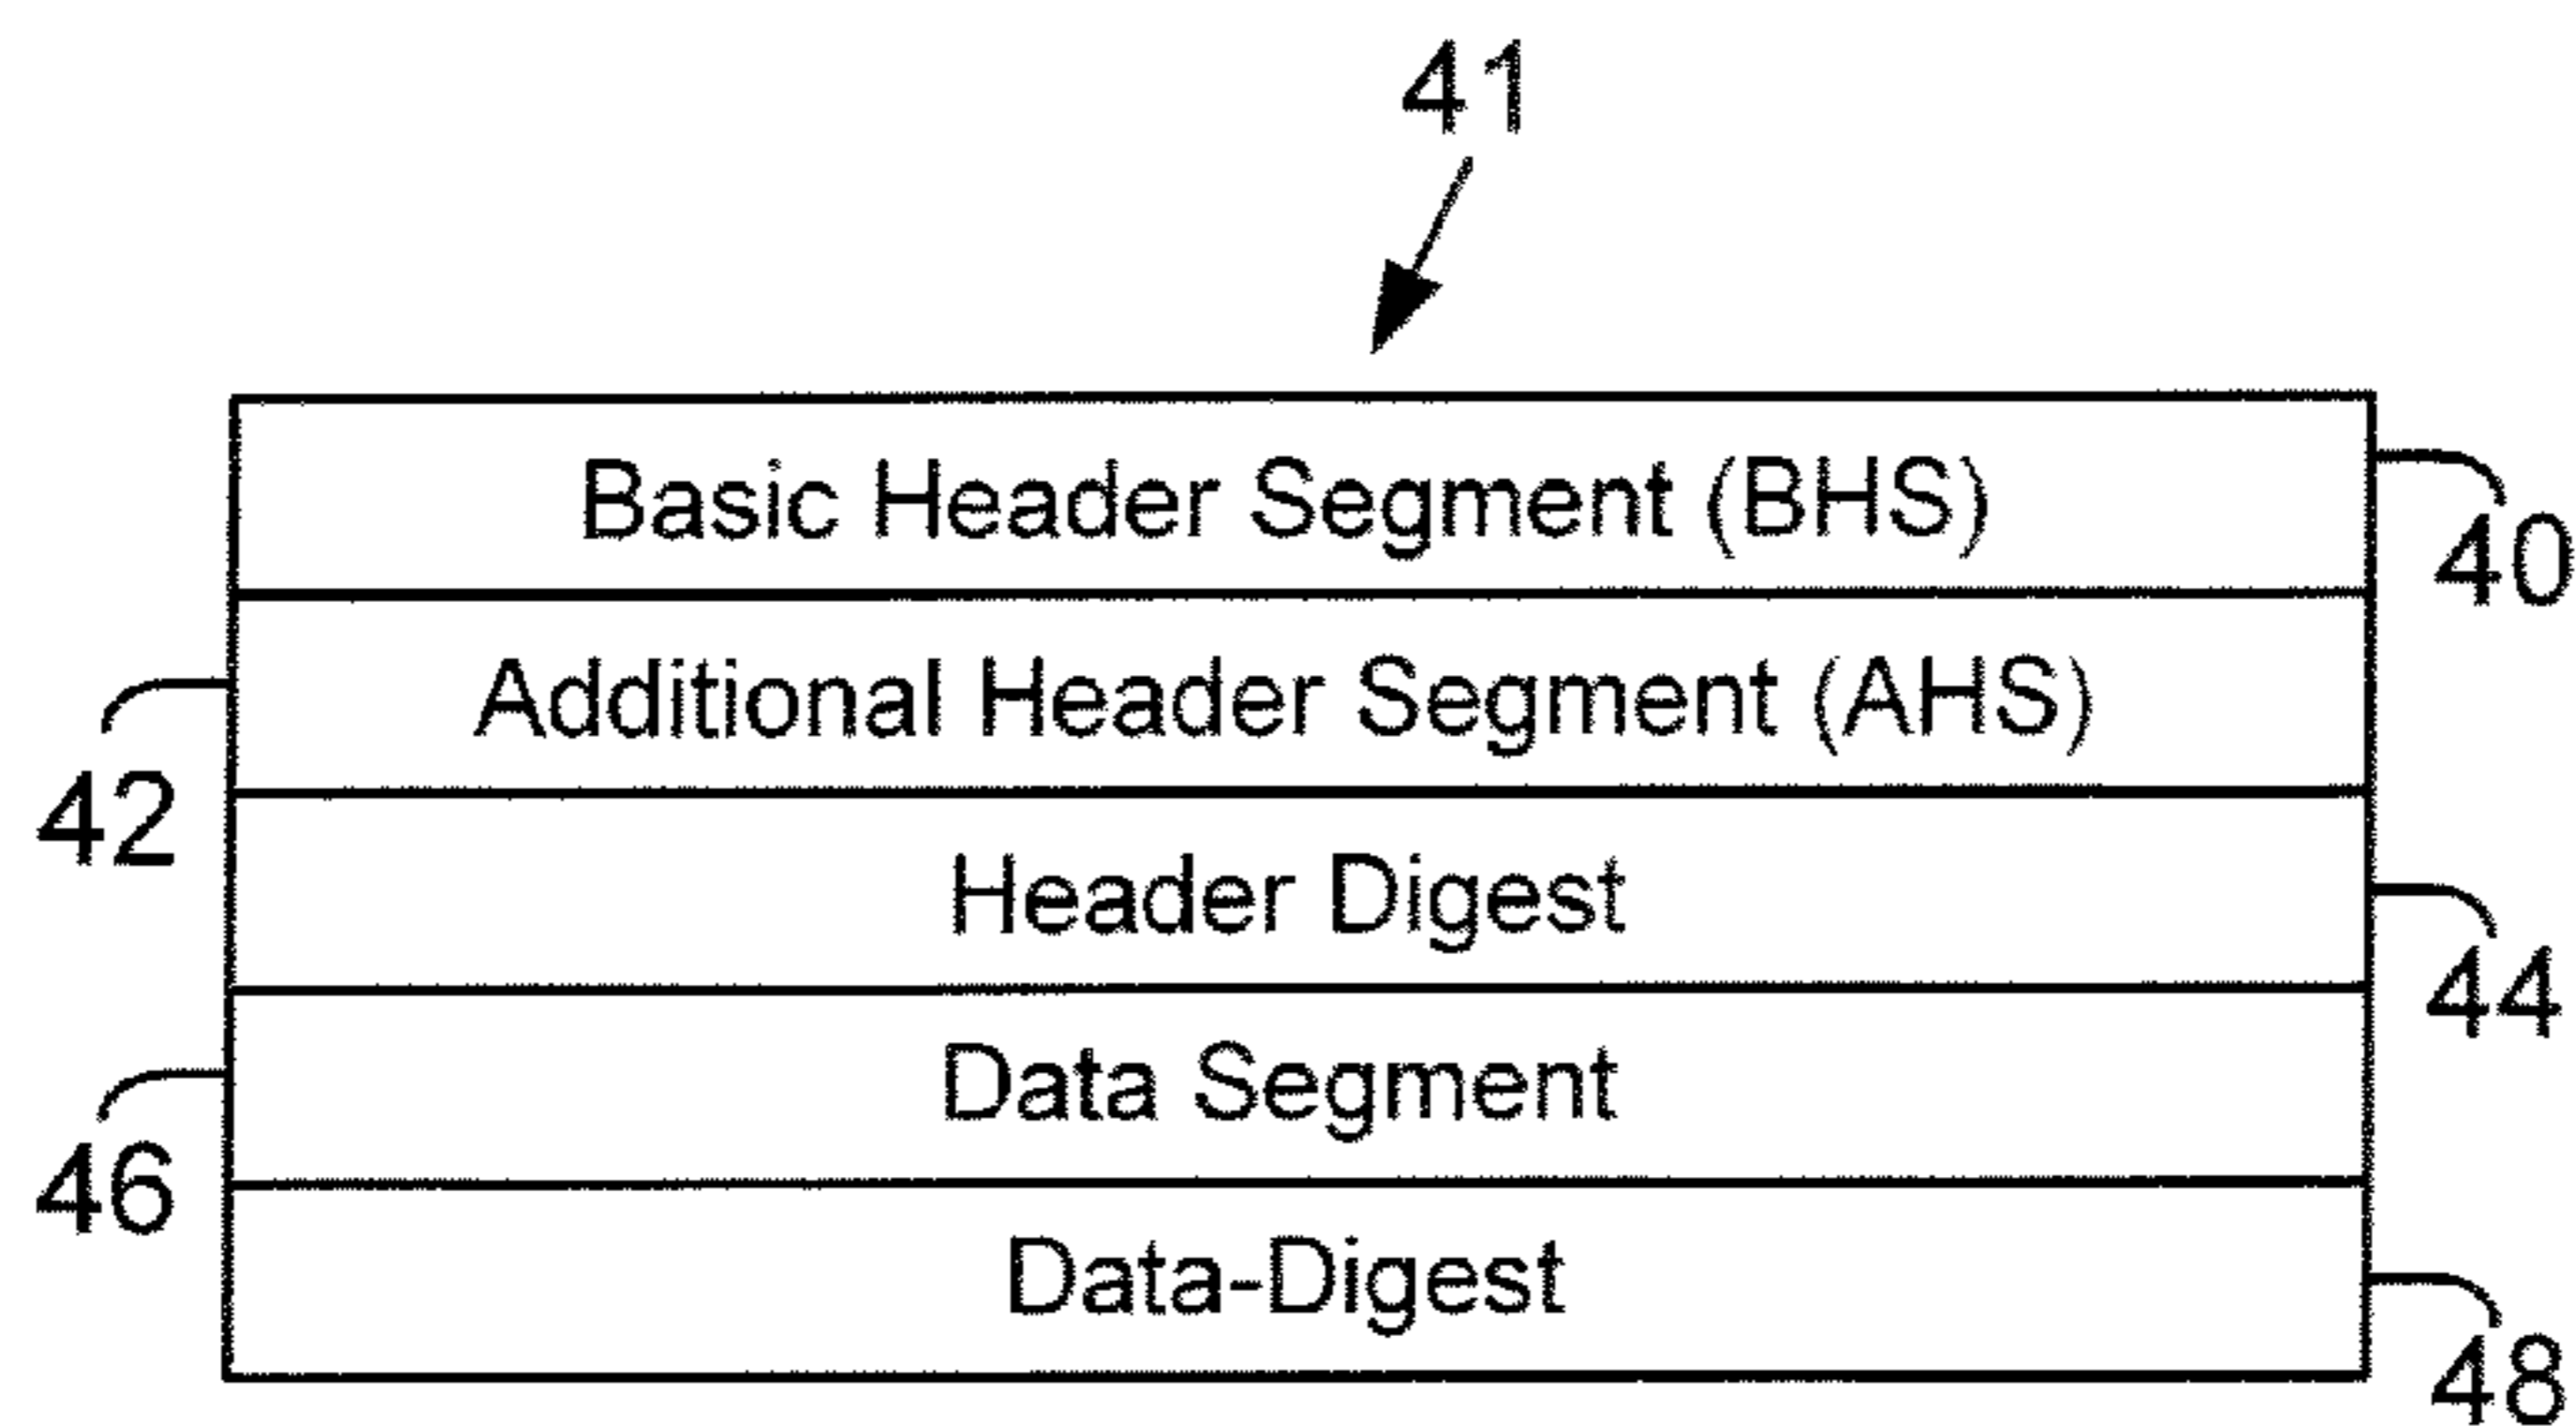 41
Basic Header Segment (BHS)
40
Additional Header Segment (AHS)
42
Header Digest
44
Data Segment
46
Data-Digest
48